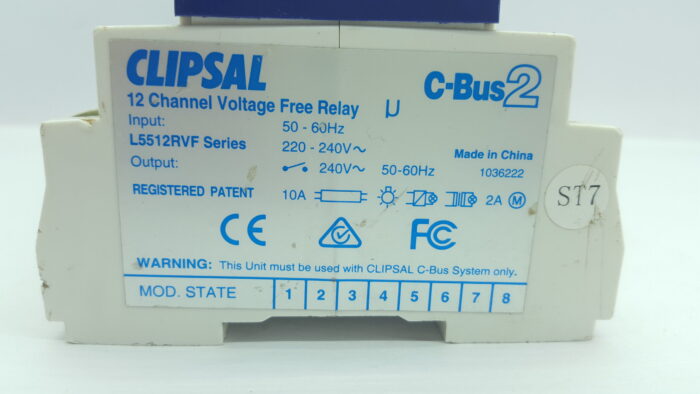 CLIPSAL
C-Bus2
12 Channel Voltage Free Relay µ
Input: 50 - 60Hz
L5512RVF Series 220 - 240V~
Made in China
Output: 240V~ 50-60Hz
1036222
REGISTERED PATENT 10A 2A M
ST7
CE FC
WARNING: This Unit must be used with CLIPSAL C-Bus System only.
MOD. STATE 1 2 3 4 5 6 7 8